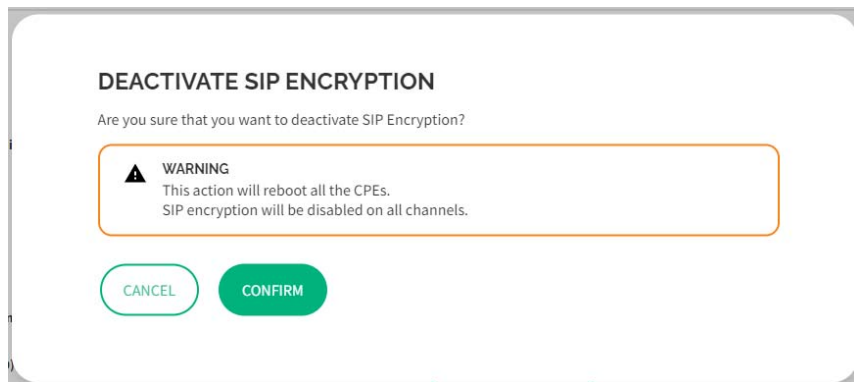 DEACTIVATE SIP ENCRYPTION
Are you sure that you want to deactivate SIP Encryption?
WARNING
This action will reboot all the CPEs.
SIP encryption will be disabled on all channels.
CANCEL CONFIRM